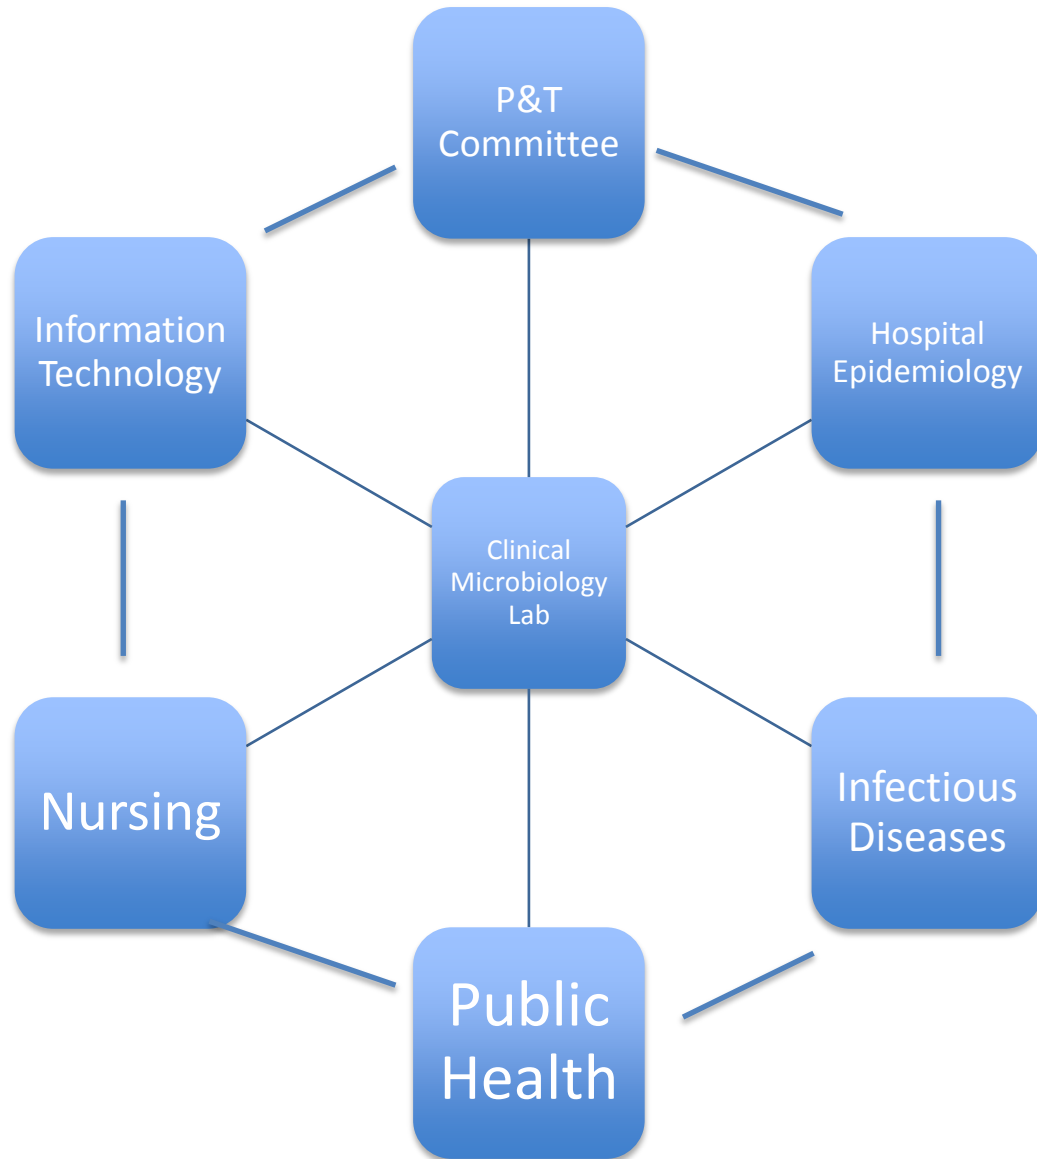 P&T
Committee
Information
Technology
Hospital
Epidemiology
Clinical
Microbiology
Lab
Nursing
Infectious
Diseases
Public
Health